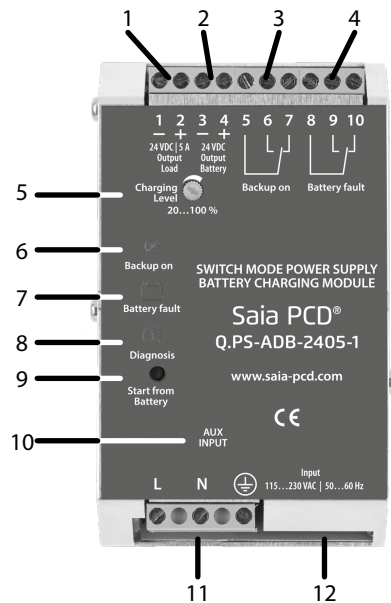 1 2 3 4
1 2 3 4 5 6 7 8 9 10
− + − +
24 VDC | 5 A 24 VDC
Output Output
Load Battery
Backup on Battery fault
5
Charging
Level
20...100 %
6
Backup on
7
Battery fault
8
Diagnosis
9
Start from
Battery
SWITCH MODE POWER SUPPLY
BATTERY CHARGING MODULE
Saia PCD®
Q.PS-ADB-2405-1
www.saia-pcd.com
CE
10
AUX
INPUT
L N
Input
115...230 VAC | 50...60 Hz
11 12